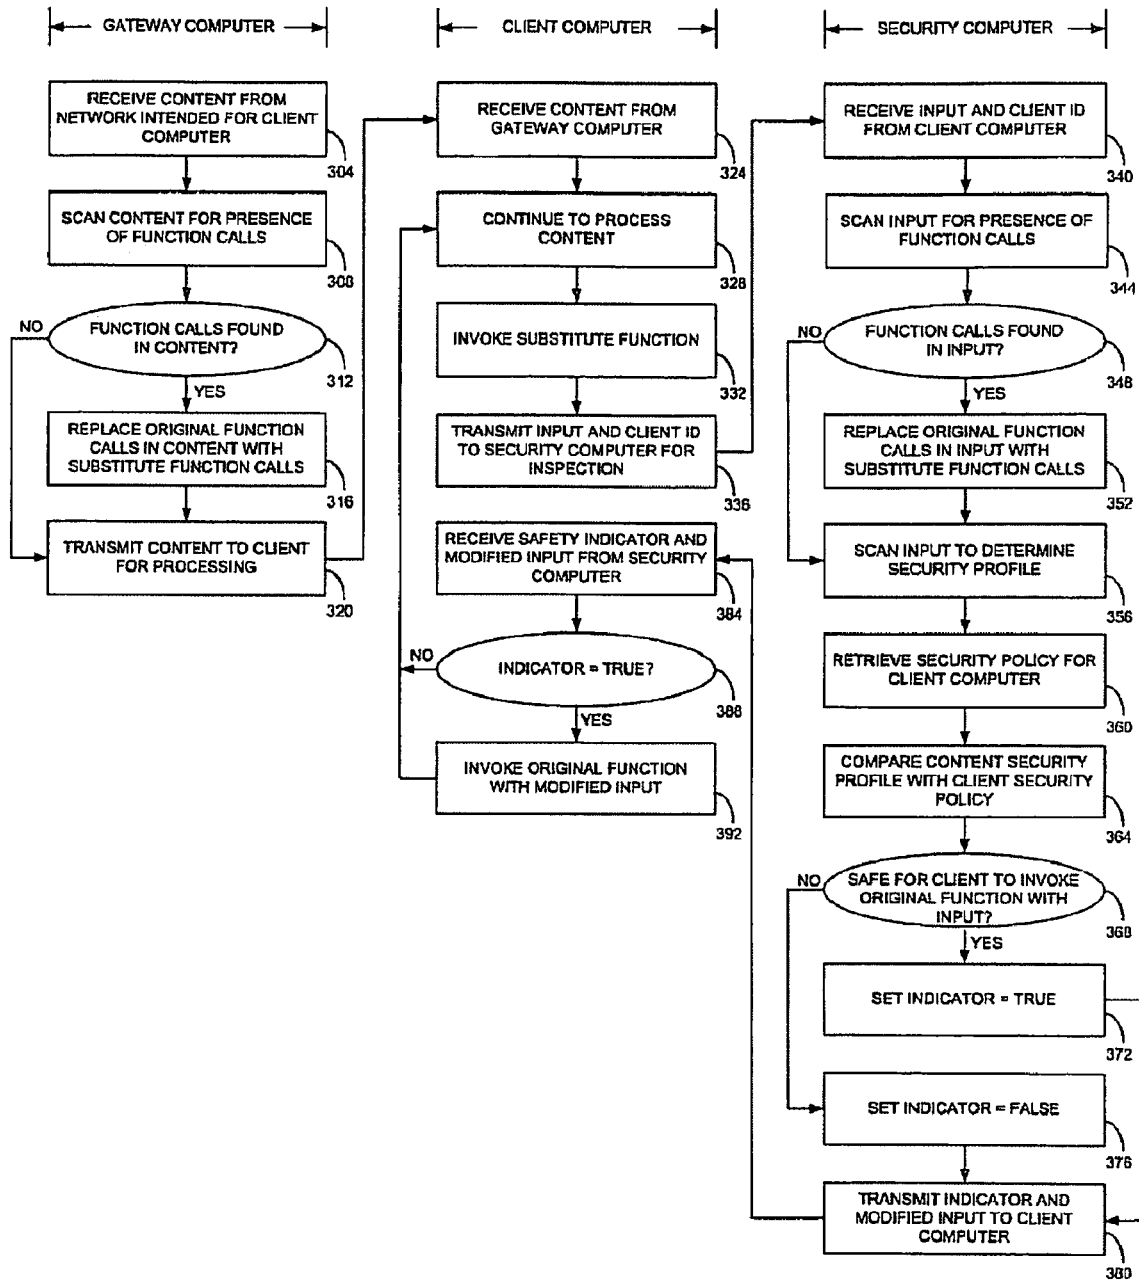 GATEWAY COMPUTER
RECEIVE CONTENT FROM
NETWORK INTENDED FOR CLIENT
COMPUTER
304
SCAN CONTENT FOR PRESENCE
OF FUNCTION CALLS
308
NO
FUNCTION CALLS FOUND
IN CONTENT?
312
YES
REPLACE ORIGINAL FUNCTION
CALLS IN CONTENT WITH
SUBSTITUTE FUNCTION CALLS
316
TRANSMIT CONTENT TO CLIENT
FOR PROCESSING
320
CLIENT COMPUTER
RECEIVE CONTENT FROM
GATEWAY COMPUTER
324
CONTINUE TO PROCESS
CONTENT
328
INVOKE SUBSTITUTE FUNCTION
332
TRANSMIT INPUT AND CLIENT ID
TO SECURITY COMPUTER FOR
INSPECTION
336
RECEIVE SAFETY INDICATOR AND
MODIFIED INPUT FROM SECURITY
COMPUTER
384
NO
INDICATOR = TRUE?
388
YES
INVOKE ORIGINAL FUNCTION
WITH MODIFIED INPUT
392
SECURITY COMPUTER
RECEIVE INPUT AND CLIENT ID
FROM CLIENT COMPUTER
340
SCAN INPUT FOR PRESENCE OF
FUNCTION CALLS
344
NO
FUNCTION CALLS FOUND
IN INPUT?
348
YES
REPLACE ORIGINAL FUNCTION
CALLS IN INPUT WITH
SUBSTITUTE FUNCTION CALLS
352
SCAN INPUT TO DETERMINE
SECURITY PROFILE
356
RETRIEVE SECURITY POLICY FOR
CLIENT COMPUTER
360
COMPARE CONTENT SECURITY
PROFILE WITH CLIENT SECURITY
POLICY
364
NO
SAFE FOR CLIENT TO INVOKE
ORIGINAL FUNCTION WITH
INPUT?
368
YES
SET INDICATOR = TRUE
372
SET INDICATOR = FALSE
376
TRANSMIT INDICATOR AND
MODIFIED INPUT TO CLIENT
COMPUTER
380